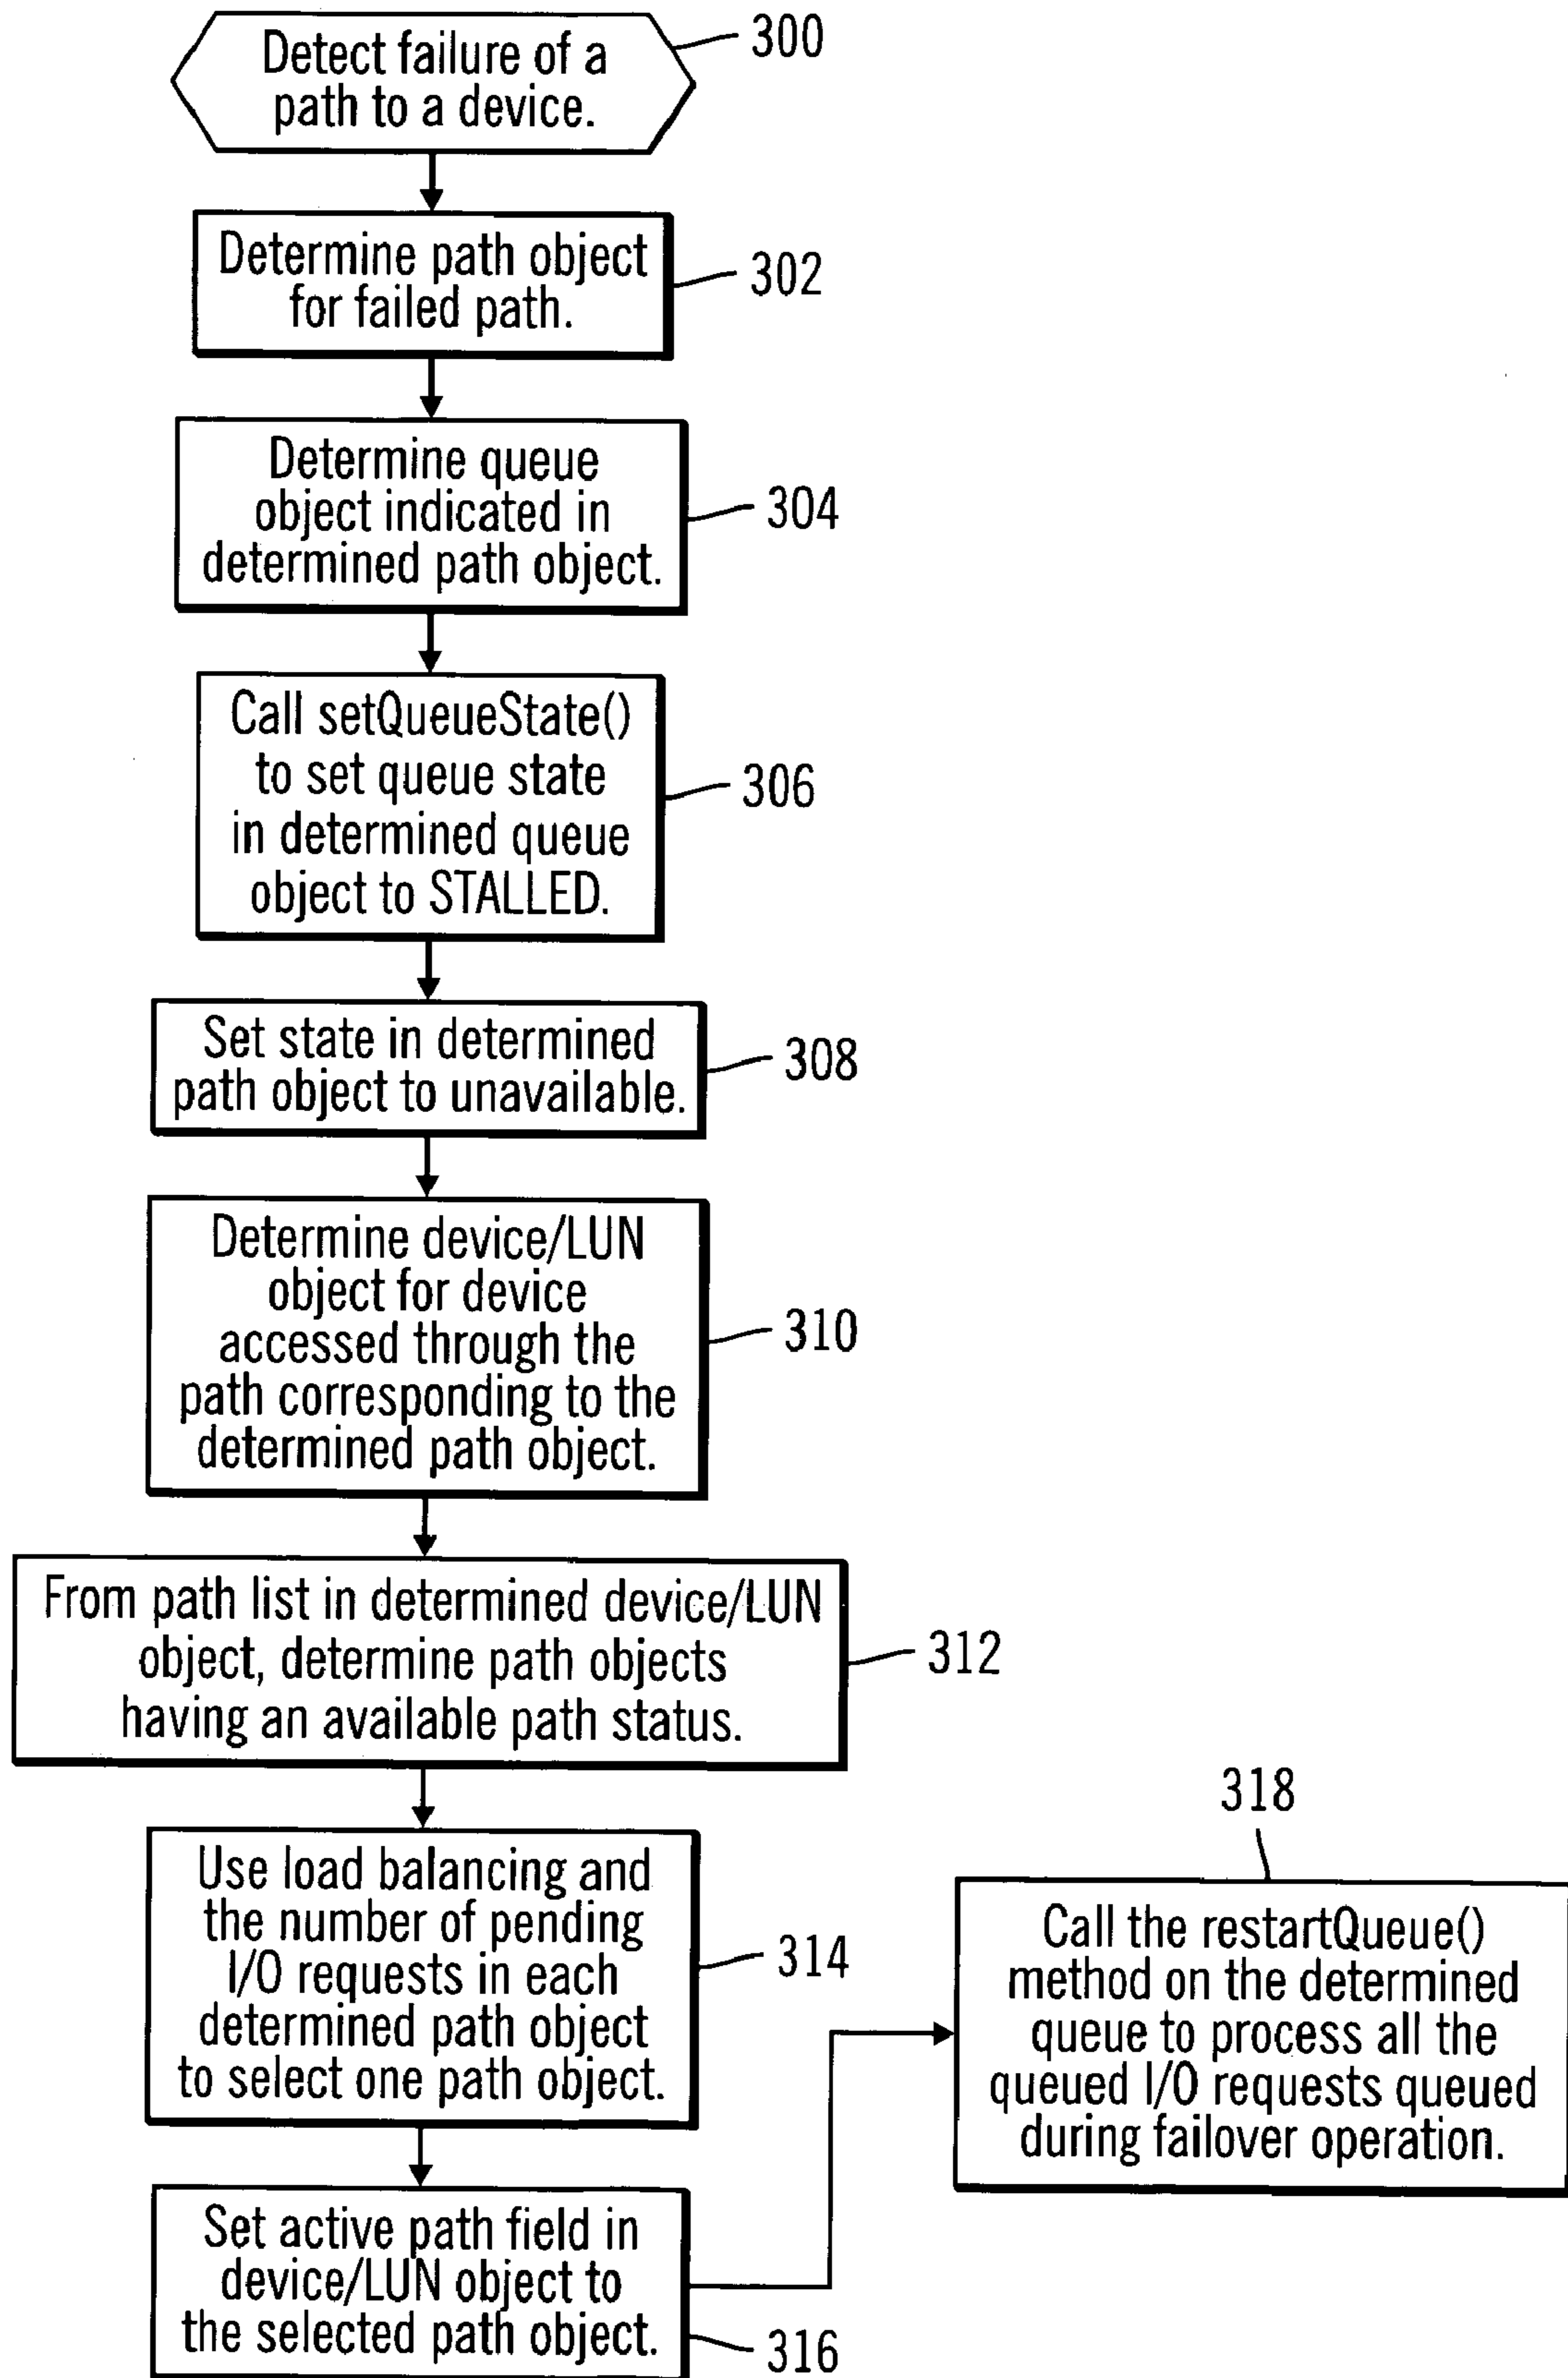 Detect failure of a
path to a device.
300
Determine path object
for failed path.
302
Determine queue
object indicated in
determined path object.
304
Call setQueueState()
to set queue state
in determined queue
object to STALLED.
306
Set state in determined
path object to unavailable.
308
Determine device/LUN
object for device
accessed through the
path corresponding to the
determined path object.
310
From path list in determined device/LUN
object, determine path objects
having an available path status.
312
Use load balancing and
the number of pending
I/O requests in each
determined path object
to select one path object.
314
Set active path field in
device/LUN object to
the selected path object.
316
318
Call the restartQueue()
method on the determined
queue to process all the
queued I/O requests queued
during failover operation.